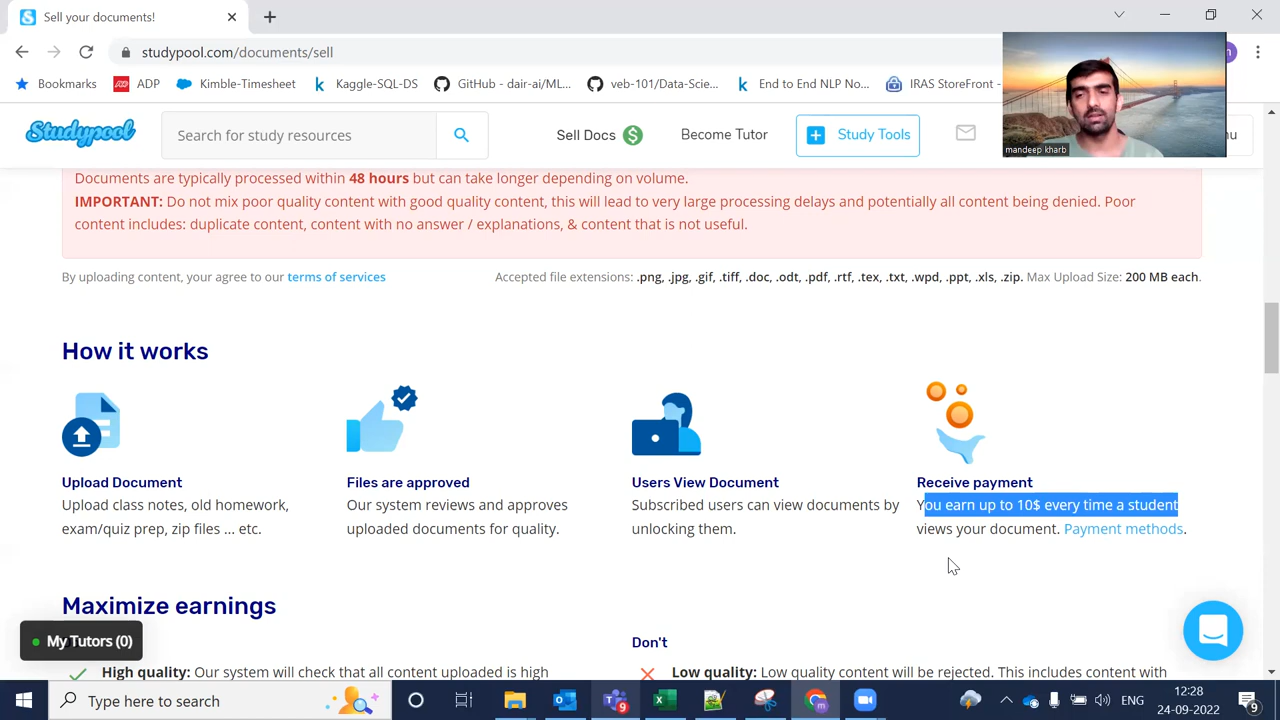 Sell your documents!
studypool.com/documents/sell
Bookmarks ADP Kimble-Timesheet Kaggle-SQL-DS GitHub - dair-ai/ML... veb-101/Data-Scie... End to End NLP No... IRAS StoreFront -
mandeep kharb
Studypool Search for study resources Sell Docs $ Become Tutor Study Tools nu
Documents are typically processed within 48 hours but can take longer depending on volume.
IMPORTANT: Do not mix poor quality content with good quality content, this will lead to very large processing delays and potentially all content being denied. Poor
content includes: duplicate content, content with no answer / explanations, & content that is not useful.
By uploading content, your agree to our terms of services Accepted file extensions: .png, .jpg, .gif, .tiff, .doc, .odt, .pdf, .rtf, .tex, .txt, .wpd, .ppt, .xls, .zip. Max Upload Size: 200 MB each.
How it works
Upload Document
Upload class notes, old homework,
exam/quiz prep, zip files ... etc.
Files are approved
Our system reviews and approves
uploaded documents for quality.
Users View Document
Subscribed users can view documents by
unlocking them.
Receive payment
You earn up to 10$ every time a student
views your document. Payment methods.
Maximize earnings
My Tutors (0)
Don't
High quality: Our system will check that all content uploaded is high
Low quality: Low quality content will be rejected. This includes content with
Type here to search 9 ENG 12:28
24-09-2022 9